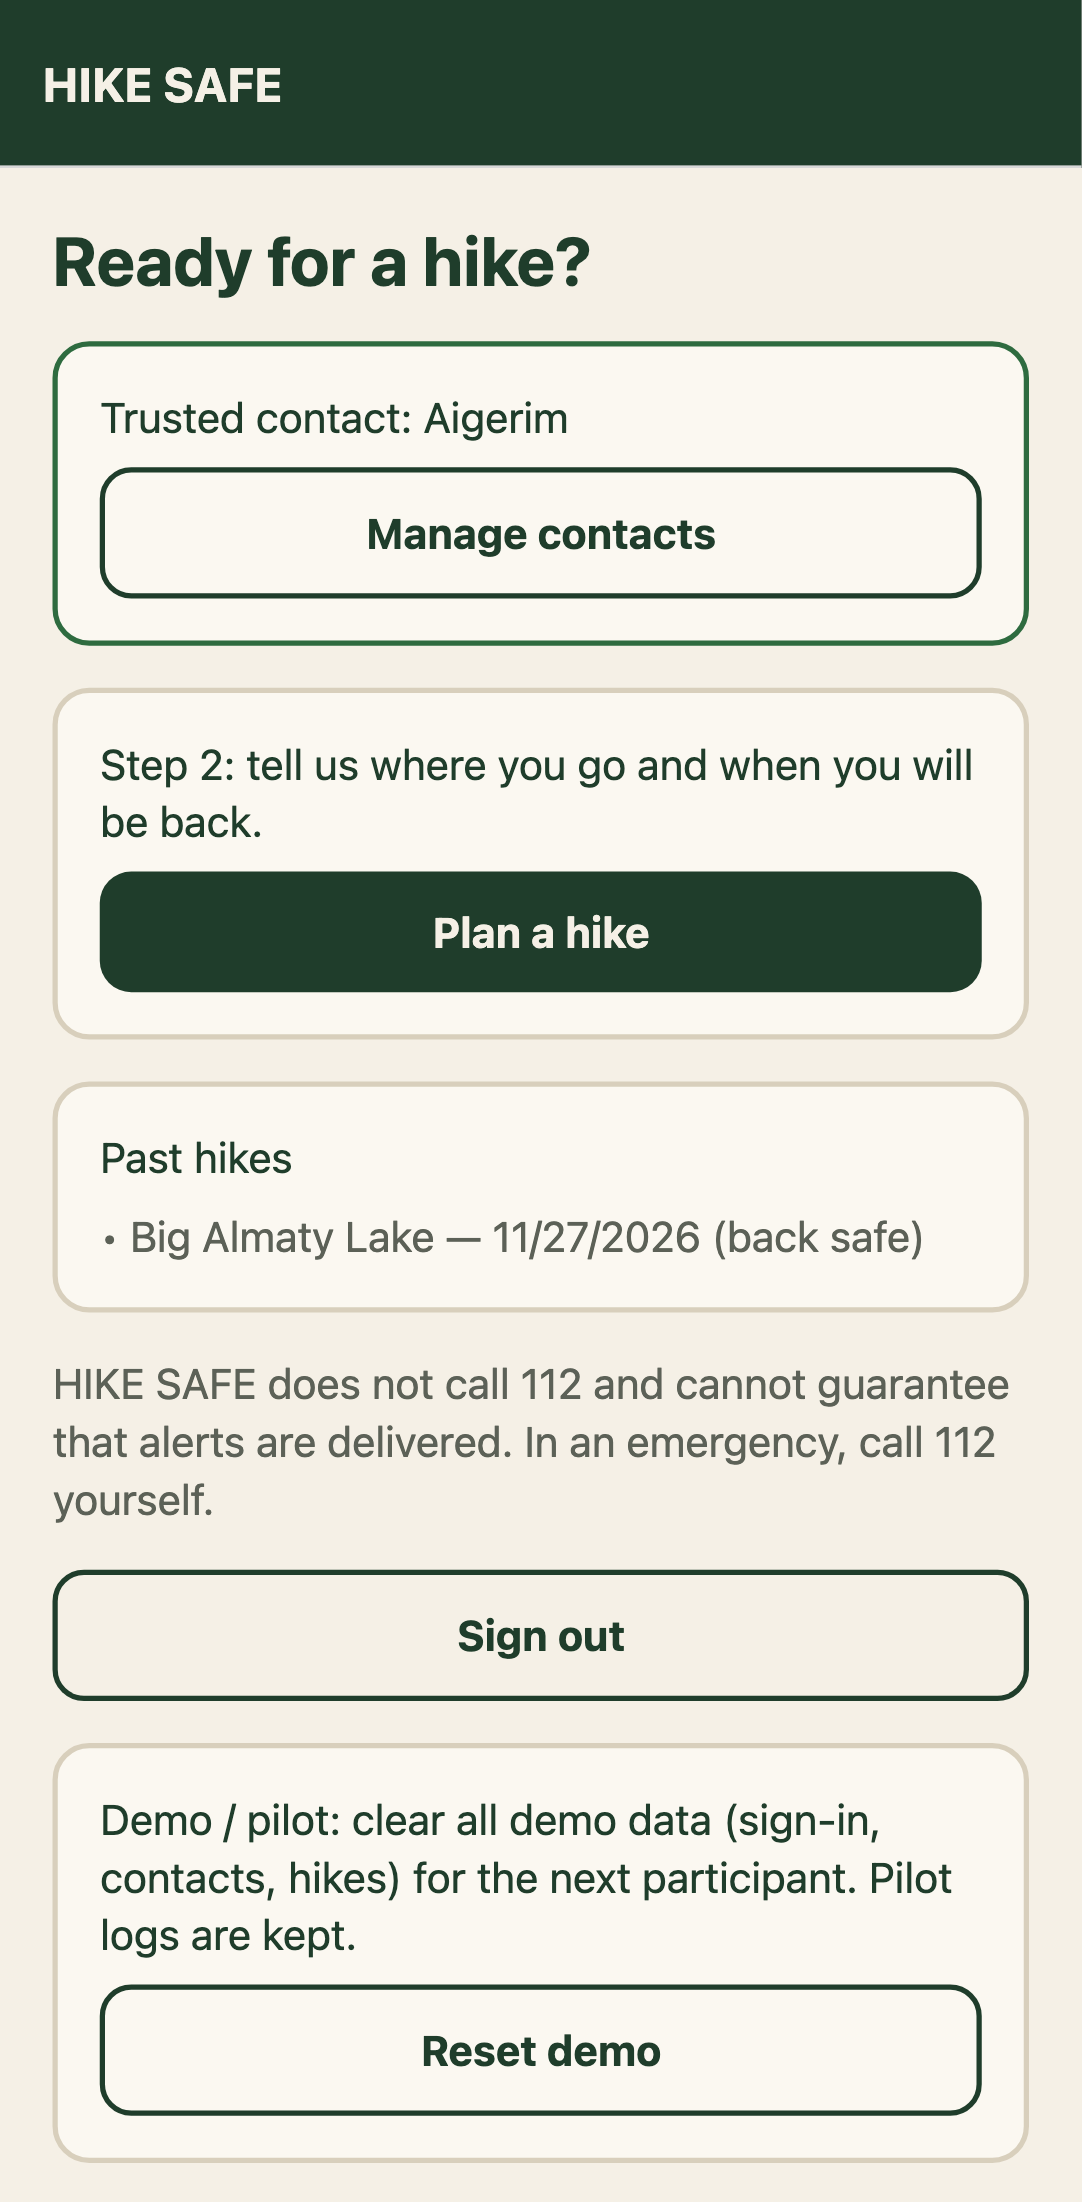 HIKE SAFE
Ready for a hike?
Trusted contact: Aigerim
Manage contacts
Step 2: tell us where you go and when you will
be back.
Plan a hike
Past hikes
• Big Almaty Lake — 11/27/2026 (back safe)
HIKE SAFE does not call 112 and cannot guarantee
that alerts are delivered. In an emergency, call 112
yourself.
Sign out
Demo / pilot: clear all demo data (sign-in,
contacts, hikes) for the next participant. Pilot
logs are kept.
Reset demo